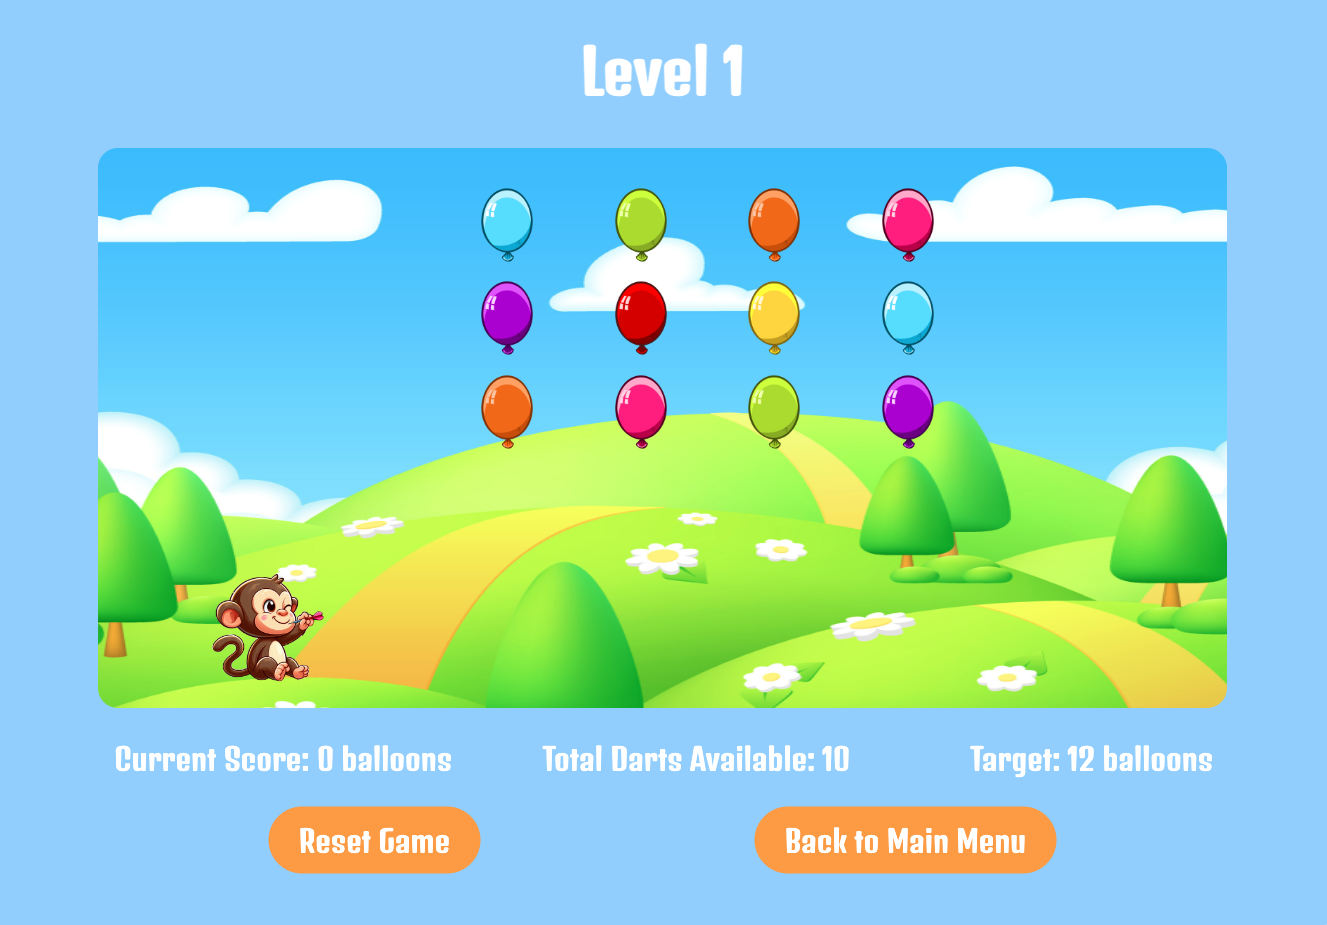 Level 1
Current Score: 0 balloons
Total Darts Available: 10
Target: 12 balloons
Reset Game
Back to Main Menu